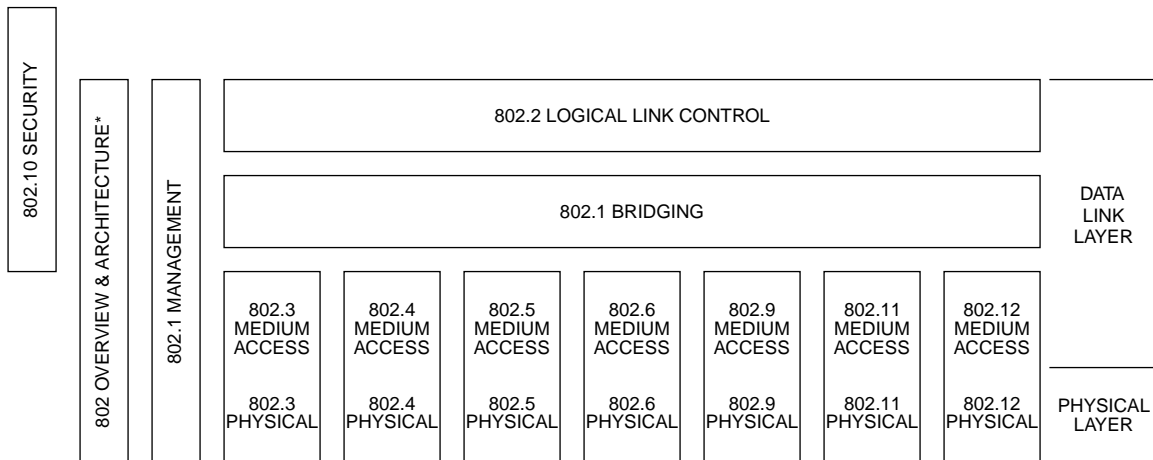 802.10 SECURITY
802 OVERVIEW & ARCHITECTURE*
802.1 MANAGEMENT
802.2 LOGICAL LINK CONTROL
802.1 BRIDGING
DATA
LINK
LAYER
802.3
MEDIUM
ACCESS
802.3
PHYSICAL
802.4
MEDIUM
ACCESS
802.4
PHYSICAL
802.5
MEDIUM
ACCESS
802.5
PHYSICAL
802.6
MEDIUM
ACCESS
802.6
PHYSICAL
802.9
MEDIUM
ACCESS
802.9
PHYSICAL
802.11
MEDIUM
ACCESS
802.11
PHYSICAL
802.12
MEDIUM
ACCESS
802.12
PHYSICAL
PHYSICAL
LAYER